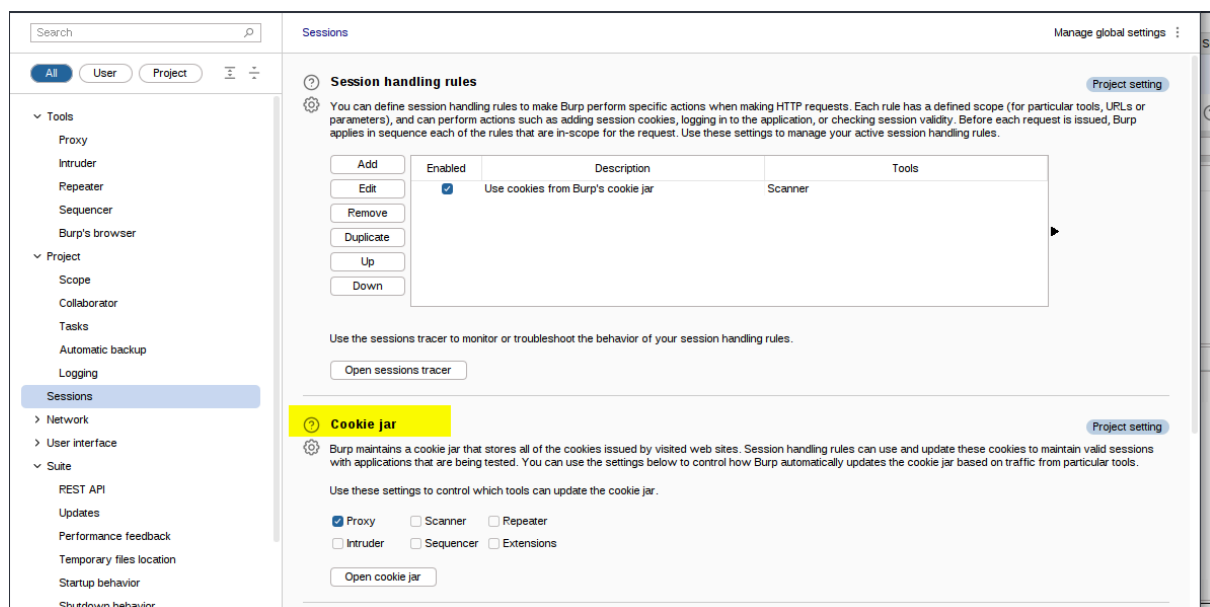 Search
Sessions
Manage global settings
All
User
Project
Tools
Proxy
Intruder
Repeater
Sequencer
Burp's browser
Project
Scope
Collaborator
Tasks
Automatic backup
Logging
Sessions
Network
User interface
Suite
REST API
Updates
Performance feedback
Temporary files location
Startup behavior
Shutdown behavior
Session handling rules
Project setting
You can define session handling rules to make Burp perform specific actions when making HTTP requests. Each rule has a defined scope (for particular tools, URLs or
parameters), and can perform actions such as adding session cookies, logging in to the application, or checking session validity. Before each request is issued, Burp
applies in sequence each of the rules that are in-scope for the request. Use these settings to manage your active session handling rules.
Add
Edit
Remove
Duplicate
Up
Down
Enabled
Description
Tools
Use cookies from Burp's cookie jar
Scanner
Use the sessions tracer to monitor or troubleshoot the behavior of your session handling rules.
Open sessions tracer
Cookie jar
Project setting
Burp maintains a cookie jar that stores all of the cookies issued by visited web sites. Session handling rules can use and update these cookies to maintain valid sessions
with applications that are being tested. You can use the settings below to control how Burp automatically updates the cookie jar based on traffic from particular tools.
Use these settings to control which tools can update the cookie jar.
Proxy
Scanner
Repeater
Intruder
Sequencer
Extensions
Open cookie jar